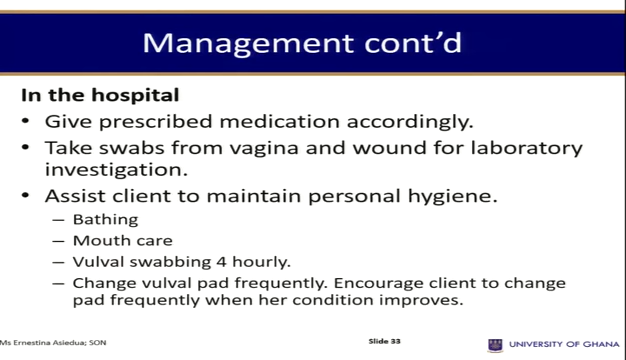 Management cont'd
In the hospital
• Give prescribed medication accordingly.
• Take swabs from vagina and wound for laboratory
investigation.
• Assist client to maintain personal hygiene.
– Bathing
– Mouth care
– Vulval swabbing 4 hourly.
– Change vulval pad frequently. Encourage client to change
pad frequently when her condition improves.
Ms Ernestina Asiedua; SON
Slide 33
UNIVERSITY OF GHANA